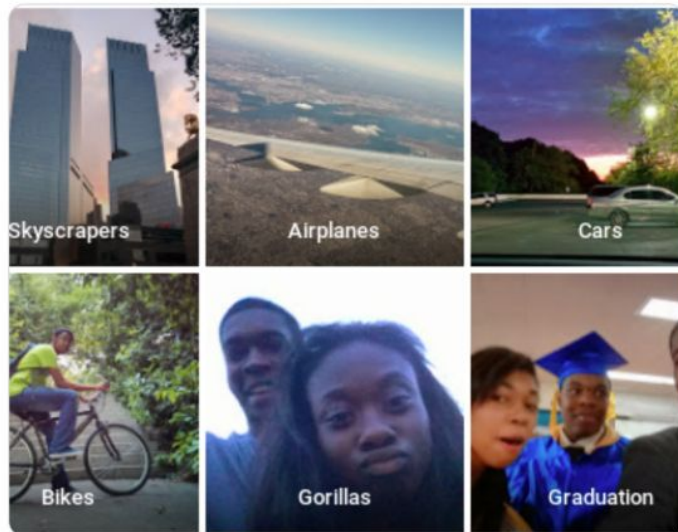 Skyscrapers
Airplanes
Cars
Bikes
Gorillas
Graduation